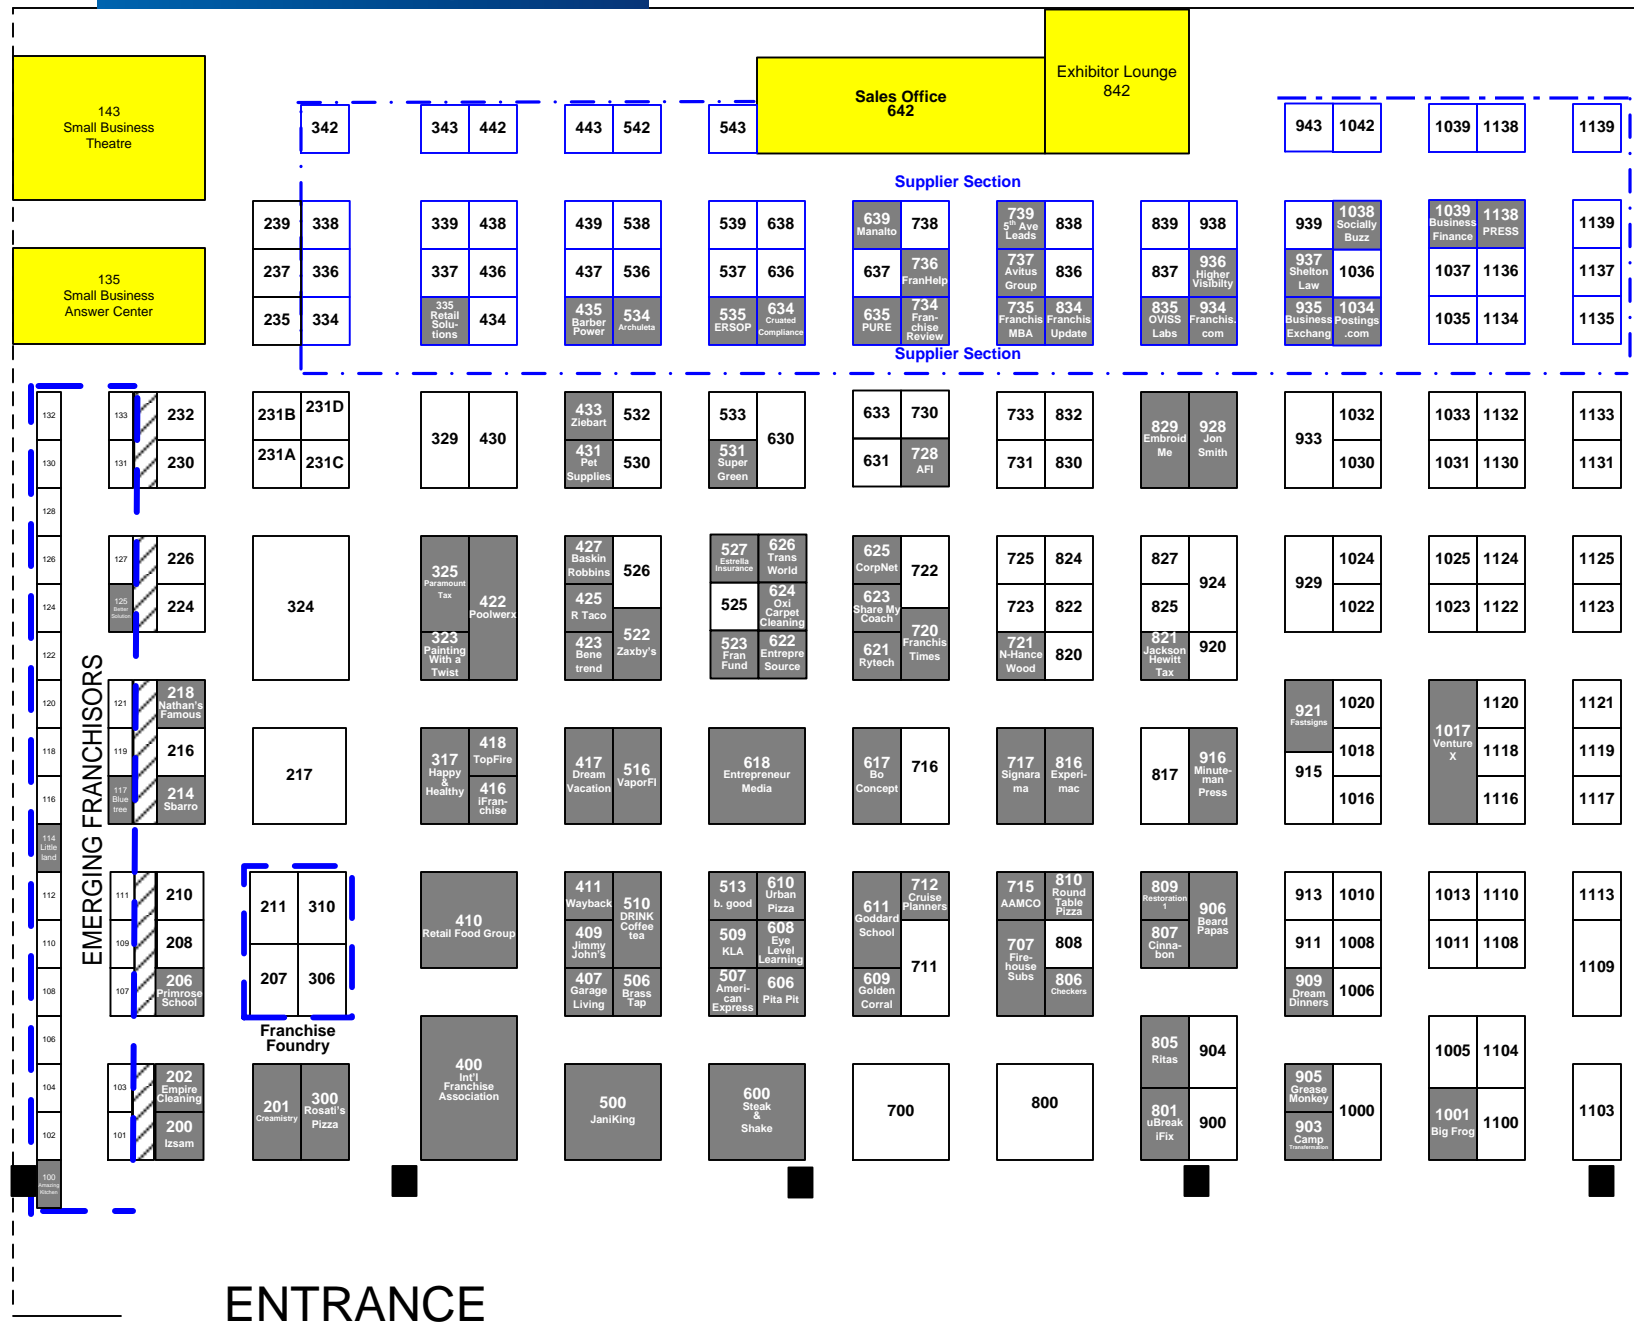 Exhibitor Lounge
842
Sales Office
642
143
Small Business
Theatre
342
343
442
443
542
543
943
1042
1039
1138
1139
Supplier Section
239
338
339
438
439
538
539
638
639
Manalto
738
739
5th Ave
Leads
838
839
938
939
1038
Socially
Buzz
1039
Business
Finance
1138
PRESS
1139
135
Small Business
Answer Center
237
336
337
436
437
536
537
636
637
736
FranHelp
737
Avitus
Group
836
837
936
Higher
Visibilty
937
Shelton
Law
1036
1037
1136
1137
235
334
335
Retail
Solu-
tions
434
435
Barber
Power
534
Archuleta
535
ERSOP
634
Cruated
Compliance
635
PURE
734
Fran-
chise
Review
735
Franchis
MBA
834
Franchis
Update
835
OVISS
Labs
934
Franchis.
com
935
Business
Exchang
1034
Postings
.com
1035
1134
1135
Supplier Section
132
133
232
231B
231D
329
430
433
Ziebart
532
533
630
633
730
733
832
829
Embroid
Me
928
Jon
Smith
933
1032
1033
1132
1133
130
131
230
231A
231C
431
Pet
Supplies
530
531
Super
Green
631
728
AFI
731
830
1030
1031
1130
1131
128
126
127
226
324
325
Paramount
Tax
422
Poolwerx
427
Baskin
Robbins
526
527
Estrella
Insurance
626
Trans
World
625
CorpNet
722
725
824
827
924
929
1024
1025
1124
1125
124
125
Better
Solution
224
425
R Taco
525
624
Oxi
Carpet
Cleaning
623
Share My
Coach
723
822
825
1022
1023
1122
1123
122
323
Painting
With a
Twist
423
Bene
trend
522
Zaxby's
523
Fran
Fund
622
Entrepre
Source
621
Rytech
720
Franchis
Times
721
N-Hance
Wood
820
821
Jackson
Hewitt
Tax
920
EMERGING FRANCHISORS
120
121
218
Nathan's
Famous
921
Fastsigns
1020
1017
Venture
X
1120
1121
118
119
216
217
317
Happy
&
Healthy
418
TopFire
417
Dream
Vacation
516
VaporFl
618
Entrepreneur
Media
617
Bo
Concept
716
717
Signara
ma
816
Experi-
mac
817
916
Minute-
man
Press
915
1018
1118
1119
116
117
Blue
tree
214
Sbarro
416
iFran-
chise
1016
1116
1117
114
Little
land
112
111
210
211
310
410
Retail Food Group
411
Wayback
510
DRINK
Coffee
tea
513
b. good
610
Urban
Pizza
611
Goddard
School
712
Cruise
Planners
715
AAMCO
810
Round
Table
Pizza
809
Restoration
1
906
Beard
Papas
913
1010
1013
1110
1113
110
109
208
409
Jimmy
John's
509
KLA
608
Eye
Level
Learning
711
707
Fire-
house
Subs
808
807
Cinna-
bon
911
1008
1011
1108
1109
108
107
206
Primrose
School
207
306
407
Garage
Living
506
Brass
Tap
507
Ameri-
can
Express
606
Pita Pit
609
Golden
Corral
806
Checkers
909
Dream
Dinners
1006
Franchise
Foundry
106
400
Int'l
Franchise
Association
805
Ritas
904
1005
1104
104
103
202
Empire
Cleaning
201
Creamistry
300
Rosati's
Pizza
500
JaniKing
600
Steak
&
Shake
700
800
905
Grease
Monkey
1000
1103
102
101
200
Izsam
801
uBreak
iFix
900
903
Camp
Transformation
1001
Big Frog
1100
100
Amazing
Kitchen
ENTRANCE